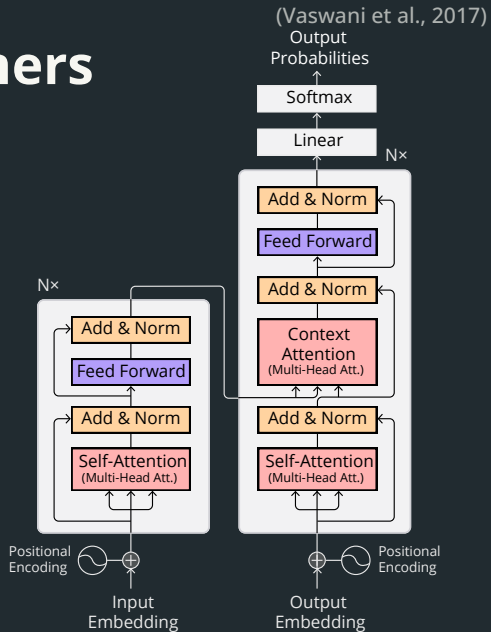 (Vaswani et al., 2017)
ners
Output
Probabilities
Softmax
Linear
N×
Add & Norm
Feed Forward
Add & Norm
Context
Attention
(Multi-Head Att.)
Add & Norm
Self-Attention
(Multi-Head Att.)
N×
Add & Norm
Feed Forward
Add & Norm
Self-Attention
(Multi-Head Att.)
Positional
Encoding
Input
Embedding
Positional
Encoding
Output
Embedding